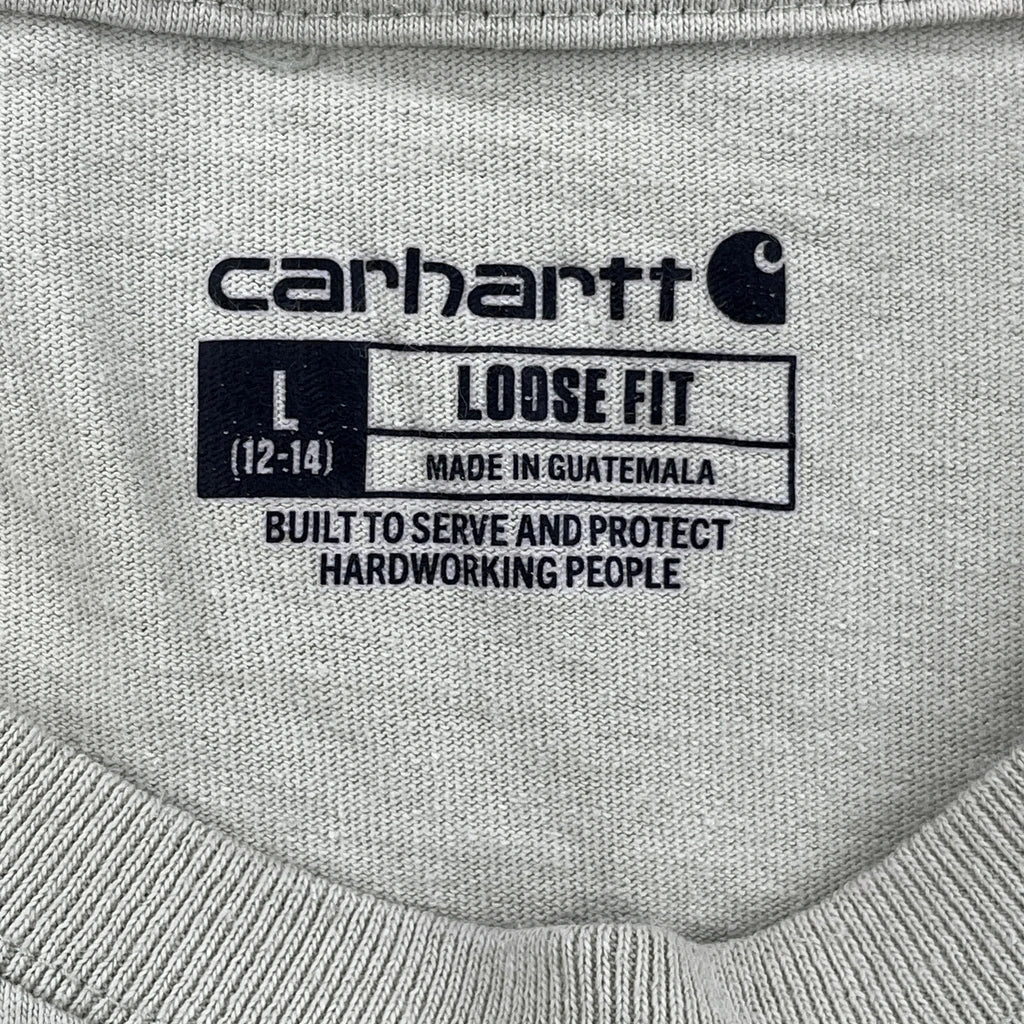 carhartt
L
(12-14)
LOOSE FIT
MADE IN GUATEMALA
BUILT TO SERVE AND PROTECT
HARDWORKING PEOPLE